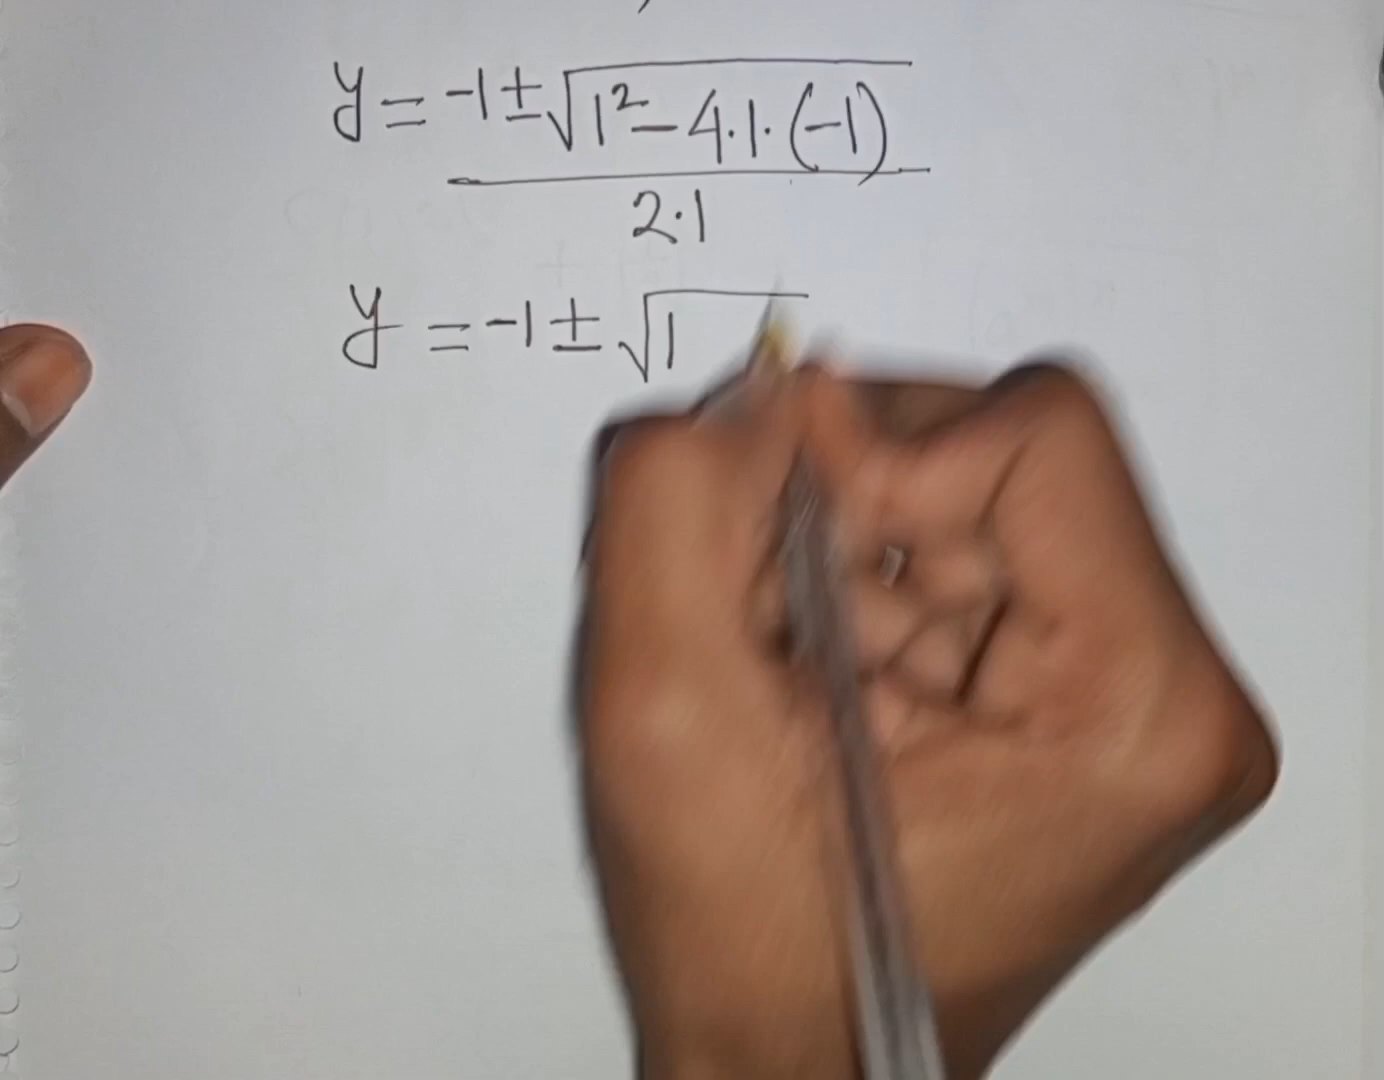 y = -1 ± √1² - 4·1·(-1)
2·1
y = -1 ± √1